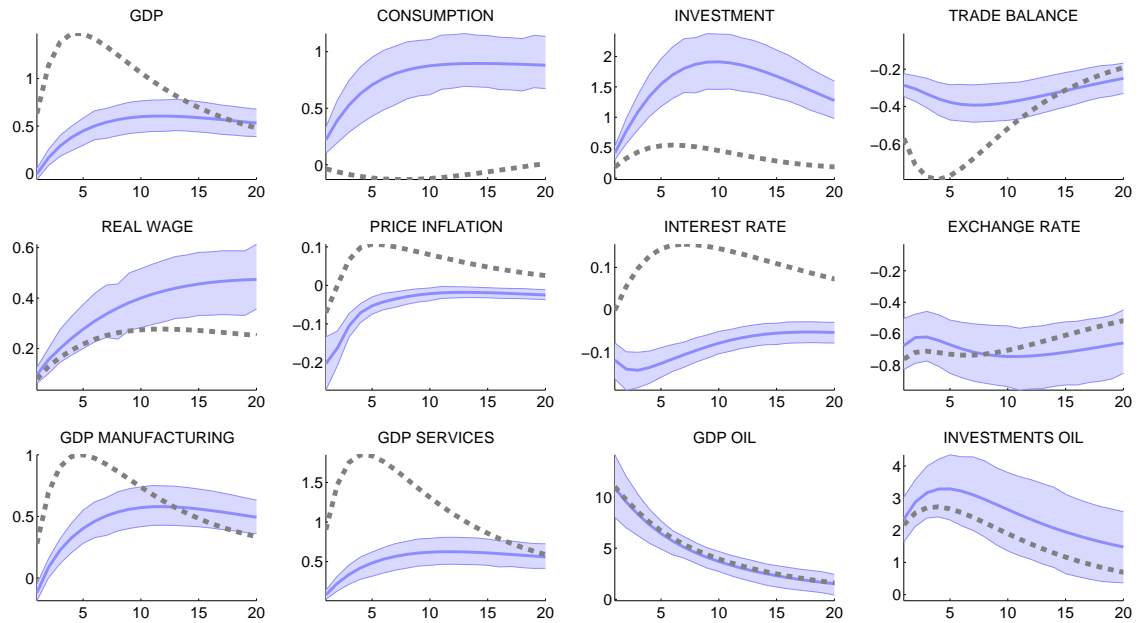 GDP
CONSUMPTION
INVESTMENT
TRADE BALANCE
1
0.5
0
5 10 15 20
1
0.5
0
5 10 15 20
2
1.5
1
0.5
0
5 10 15 20
−0.2
−0.4
−0.6
5 10 15 20
REAL WAGE
PRICE INFLATION
INTEREST RATE
EXCHANGE RATE
0.6
0.4
0.2
5 10 15 20
0.1
0
−0.1
−0.2
5 10 15 20
0.1
0
−0.1
5 10 15 20
−0.2
−0.4
−0.6
−0.8
5 10 15 20
GDP MANUFACTURING
GDP SERVICES
GDP OIL
INVESTMENTS OIL
1
0.5
0
5 10 15 20
2
1.5
1
0.5
5 10 15 20
10
5
0
5 10 15 20
4
3
2
1
0
5 10 15 20